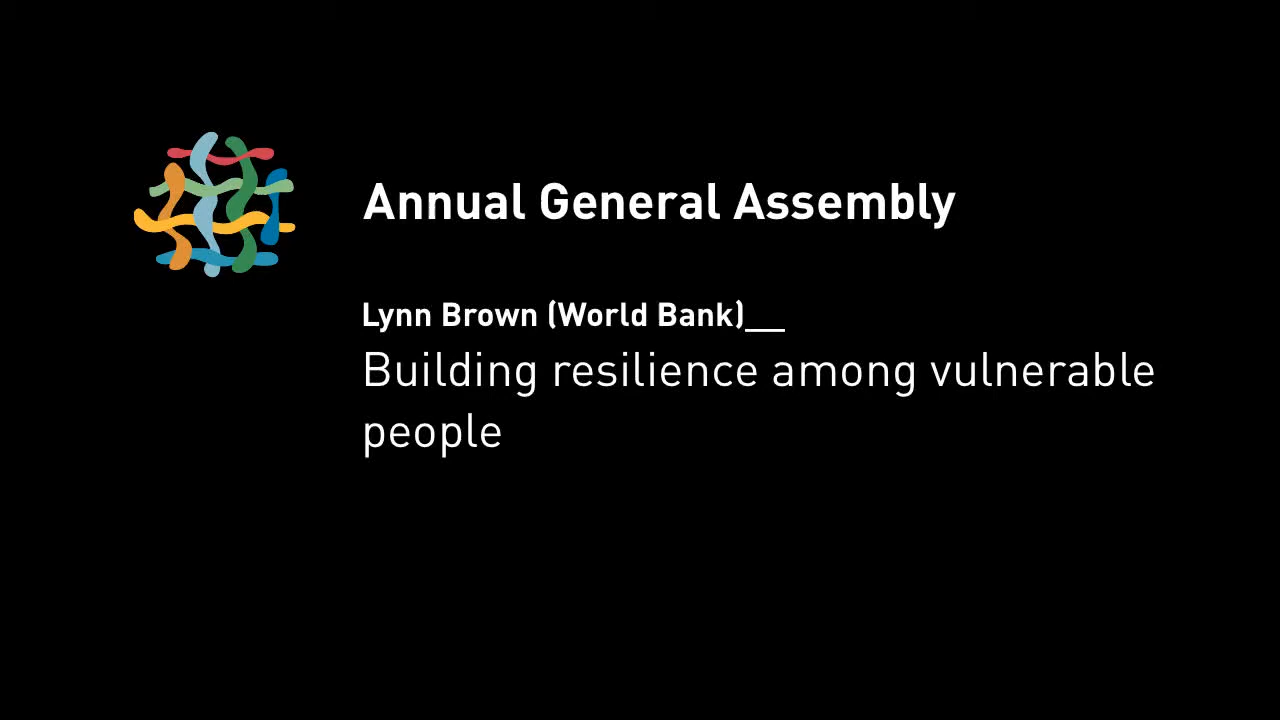 Annual General Assembly
Lynn Brown (World Bank)__
Building resilience among vulnerable
people